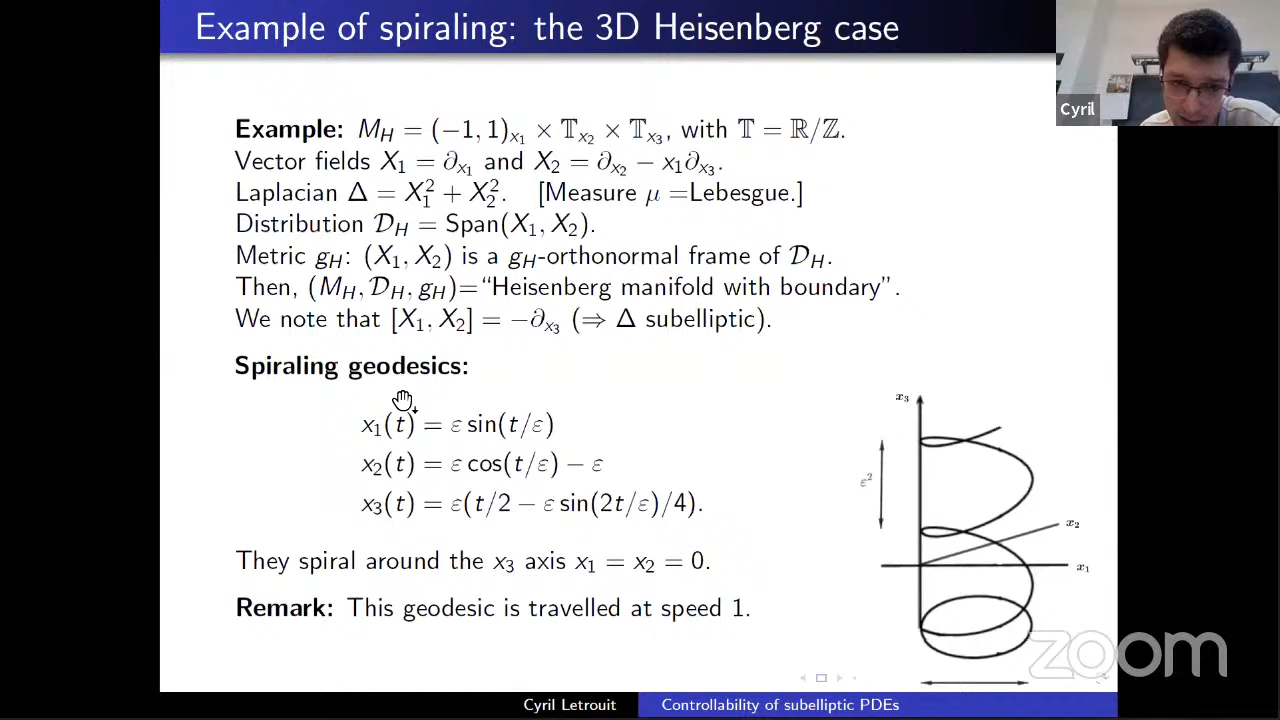 Example of spiraling: the 3D Heisenberg case
Cyril
Example: M_H = (−1, 1)_{x_1} × 𝕋_{x_2} × 𝕋_{x_3}, with 𝕋 = ℝ/ℤ.
Vector fields X_1 = ∂_{x_1} and X_2 = ∂_{x_2} − x_1∂_{x_3}.
Laplacian Δ = X_1^2 + X_2^2. [Measure μ =Lebesgue.]
Distribution 𝒟_H = Span(X_1, X_2).
Metric g_H: (X_1, X_2) is a g_H-orthonormal frame of 𝒟_H.
Then, (M_H, 𝒟_H, g_H)=“Heisenberg manifold with boundary”.
We note that [X_1, X_2] = −∂_{x_3} (⇒ Δ subelliptic).
Spiraling geodesics:
x_1(t) = ε sin(t/ε)
x_2(t) = ε cos(t/ε) − ε
x_3(t) = ε(t/2 − ε sin(2t/ε)/4).
x_3
ε^2
x_2
x_1
They spiral around the x_3 axis x_1 = x_2 = 0.
Remark: This geodesic is travelled at speed 1.
zoom
Cyril Letrouit
Controllability of subelliptic PDEs